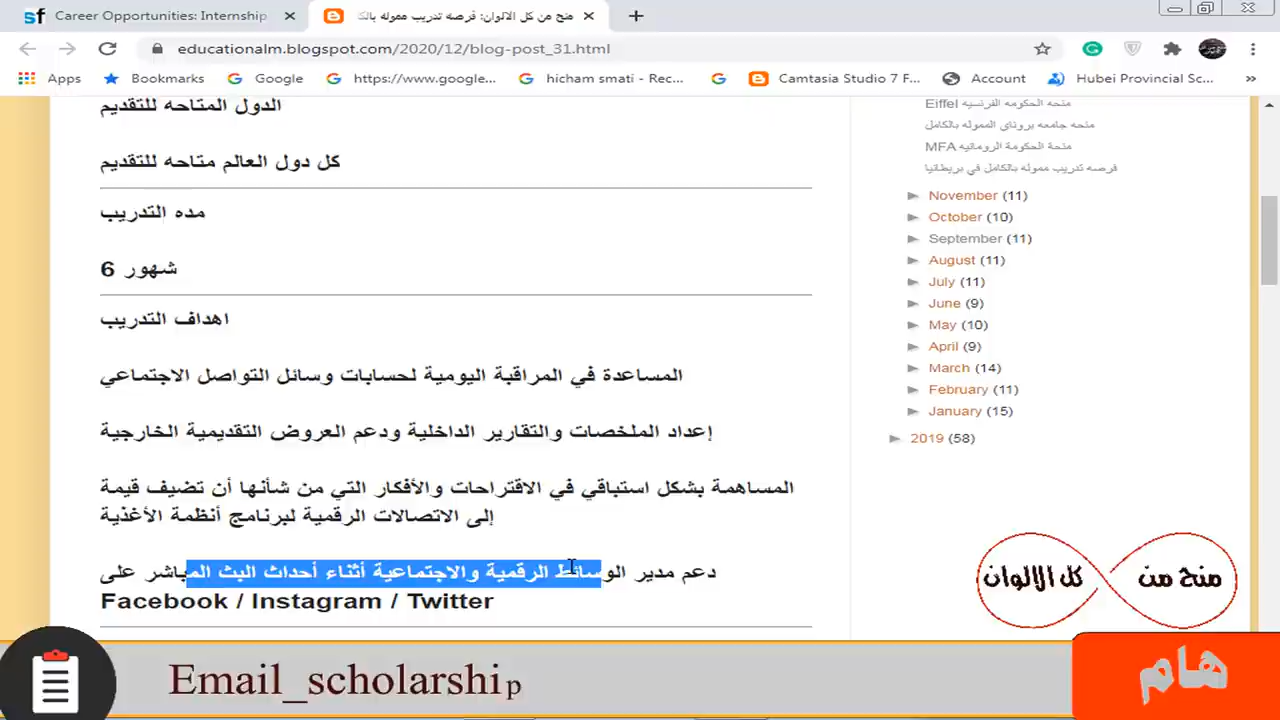 Career Opportunities: Internship
منح من كل الالوان: فرصه تدريب مموله بالك
educationalm.blogspot.com/2020/12/blog-post_31.html
Apps
Bookmarks
Google
https://www.google...
hicham smati - Rec...
Camtasia Studio 7 F...
Account
Hubei Provincial Sc...
»
الدول المتاحه للتقديم
كل دول العالم متاحه للتقديم
مده التدريب
6 شهور
اهداف التدريب
المساعدة في المراقبة اليومية لحسابات وسائل التواصل الاجتماعي
إعداد الملخصات والتقارير الداخلية ودعم العروض التقديمية الخارجية
المساهمة بشكل استباقي في الاقتراحات والأفكار التي من شأنها أن تضيف قيمة
إلى الاتصالات الرقمية لبرنامج أنظمة الأغذية
دعم مدير الوسائط الرقمية والاجتماعية أثناء أحداث البث المباشر على
Facebook / Instagram / Twitter
منحه الحكومه الفرنسيه Eiffel
منحه جامعه بروناي المموله بالكامل
منحة الحكومة الرومانيه MFA
فرصه تدريب مموله بالكامل في بريطانيا
November (11)
October (10)
September (11)
August (11)
July (11)
June (9)
May (10)
April (9)
March (14)
February (11)
January (15)
2019 (58)
منح من كل الالوان
Email_scholarship
هام